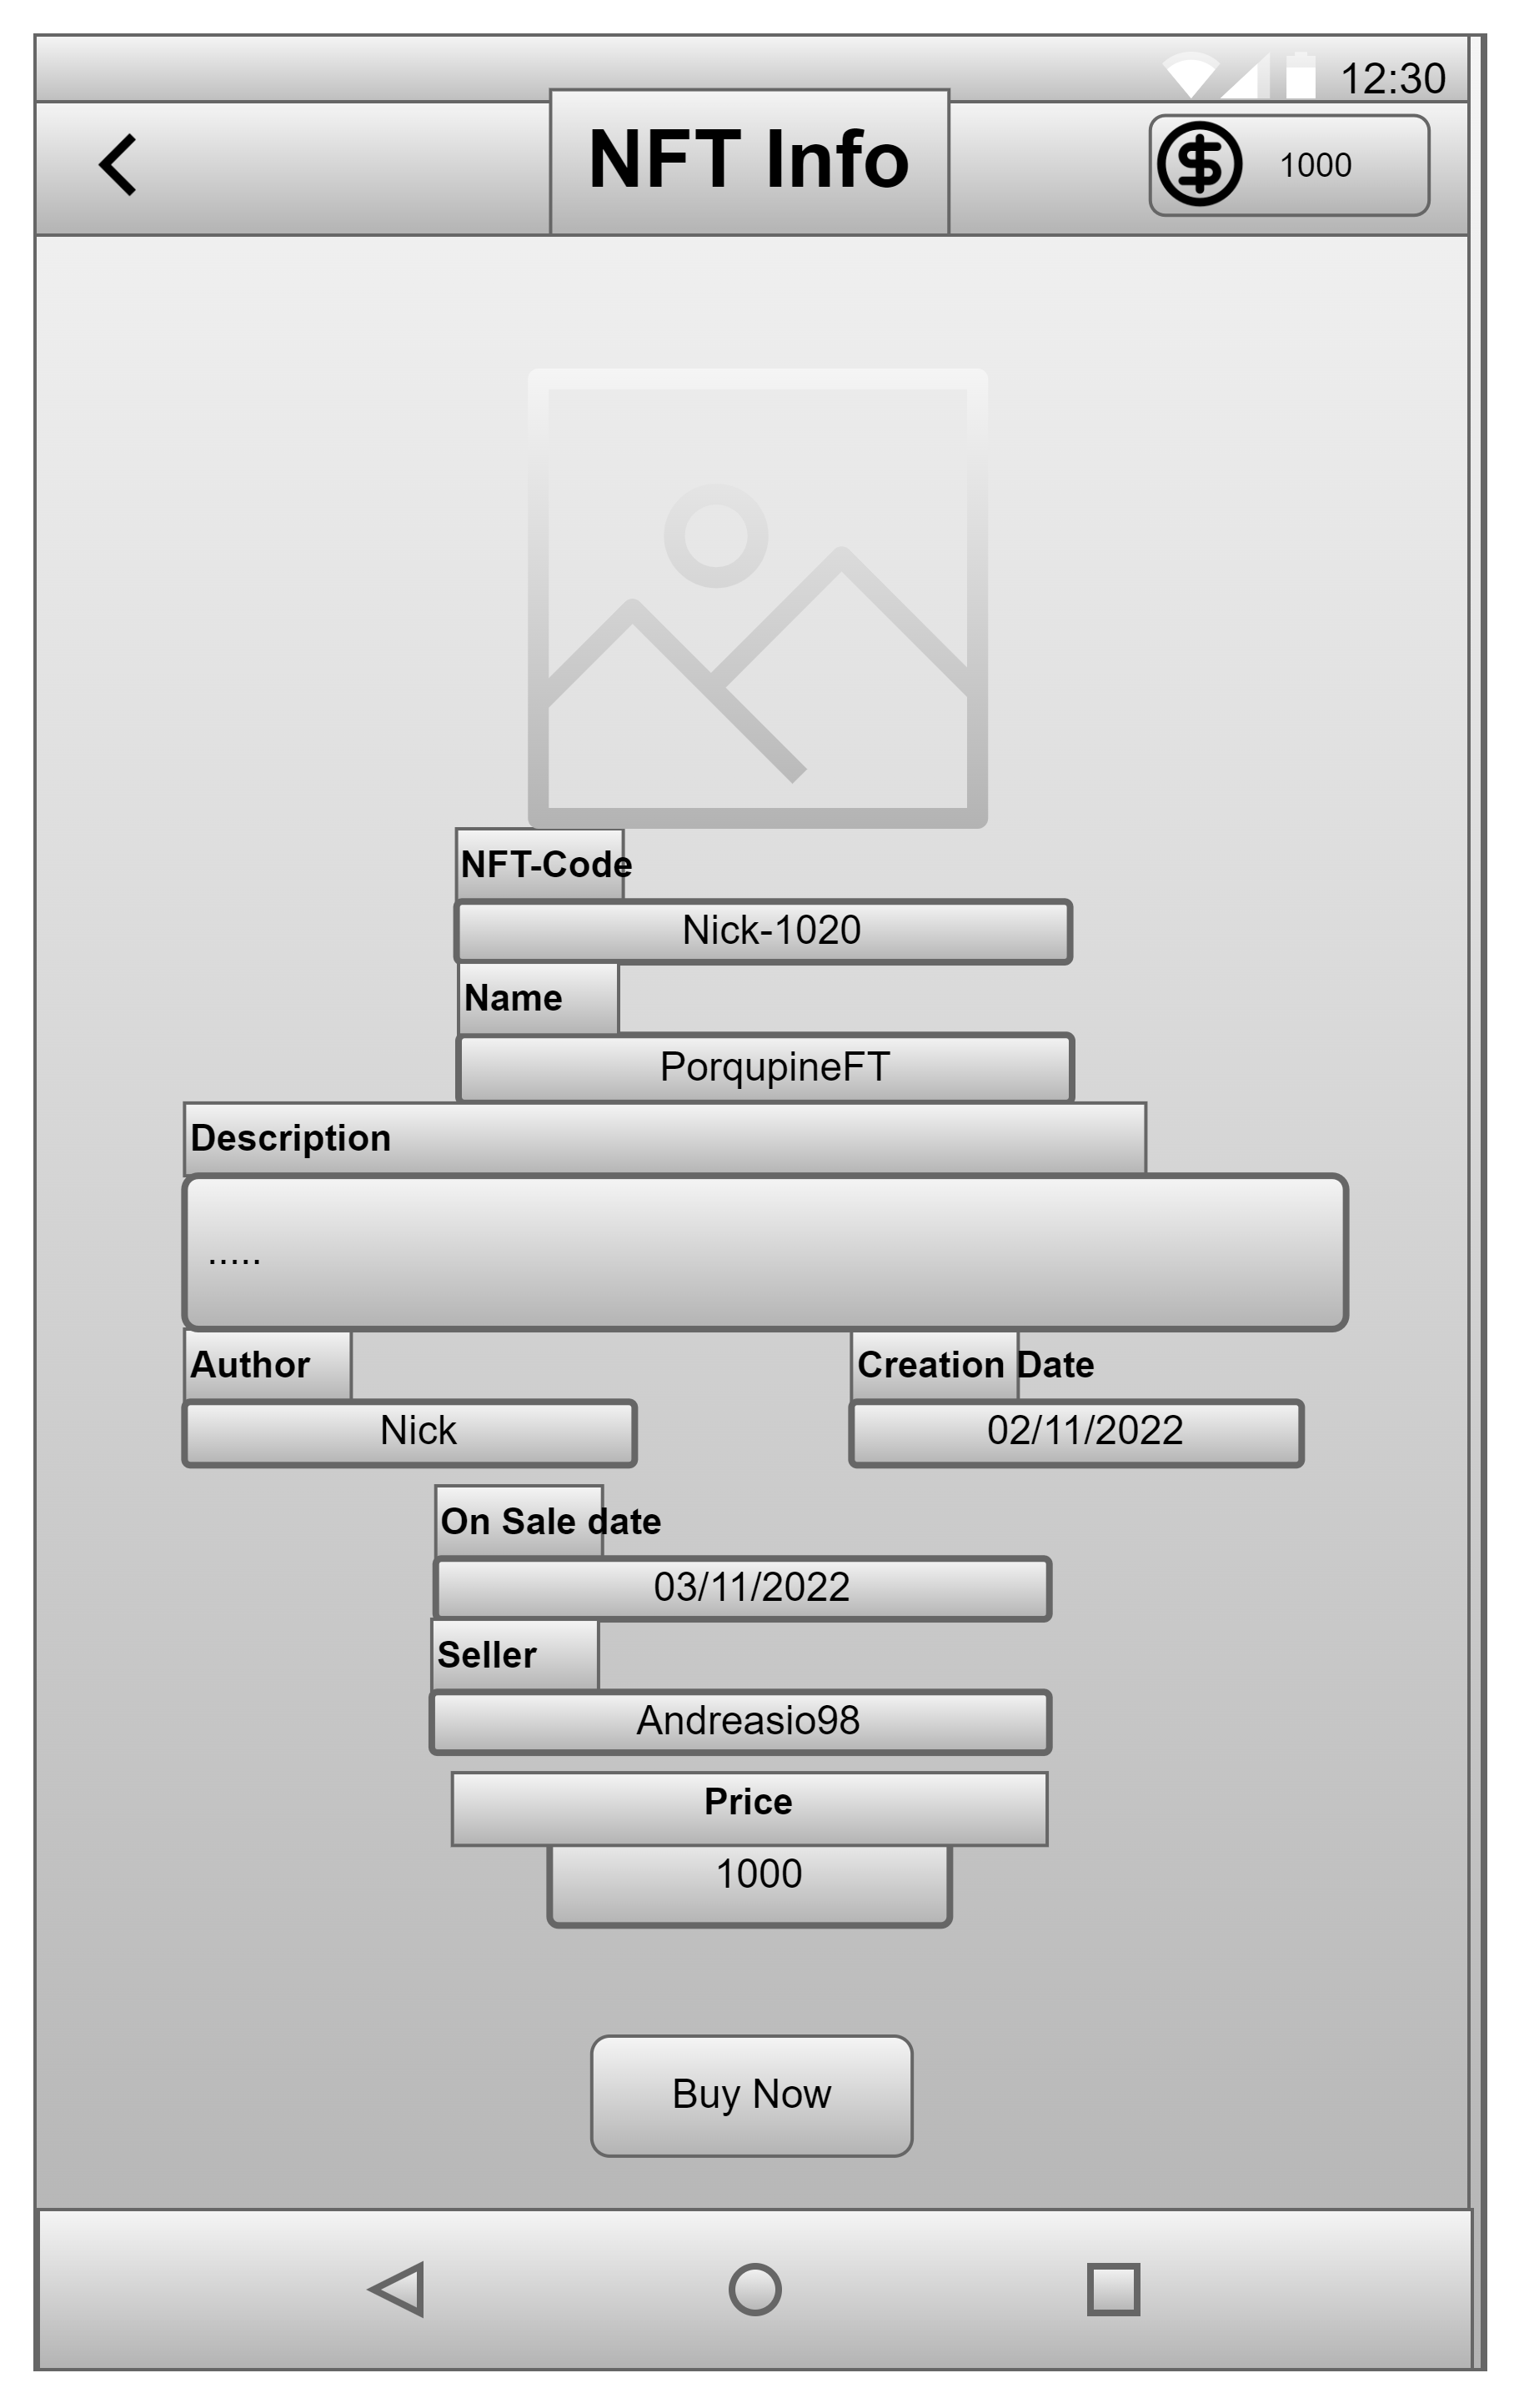 12:30
NFT Info
1000
NFT-Code
Nick-1020
Name
PorqupineFT
Description
.....
Author
Creation Date
Nick
02/11/2022
On Sale date
03/11/2022
Seller
Andreasio98
Price
1000
Buy Now